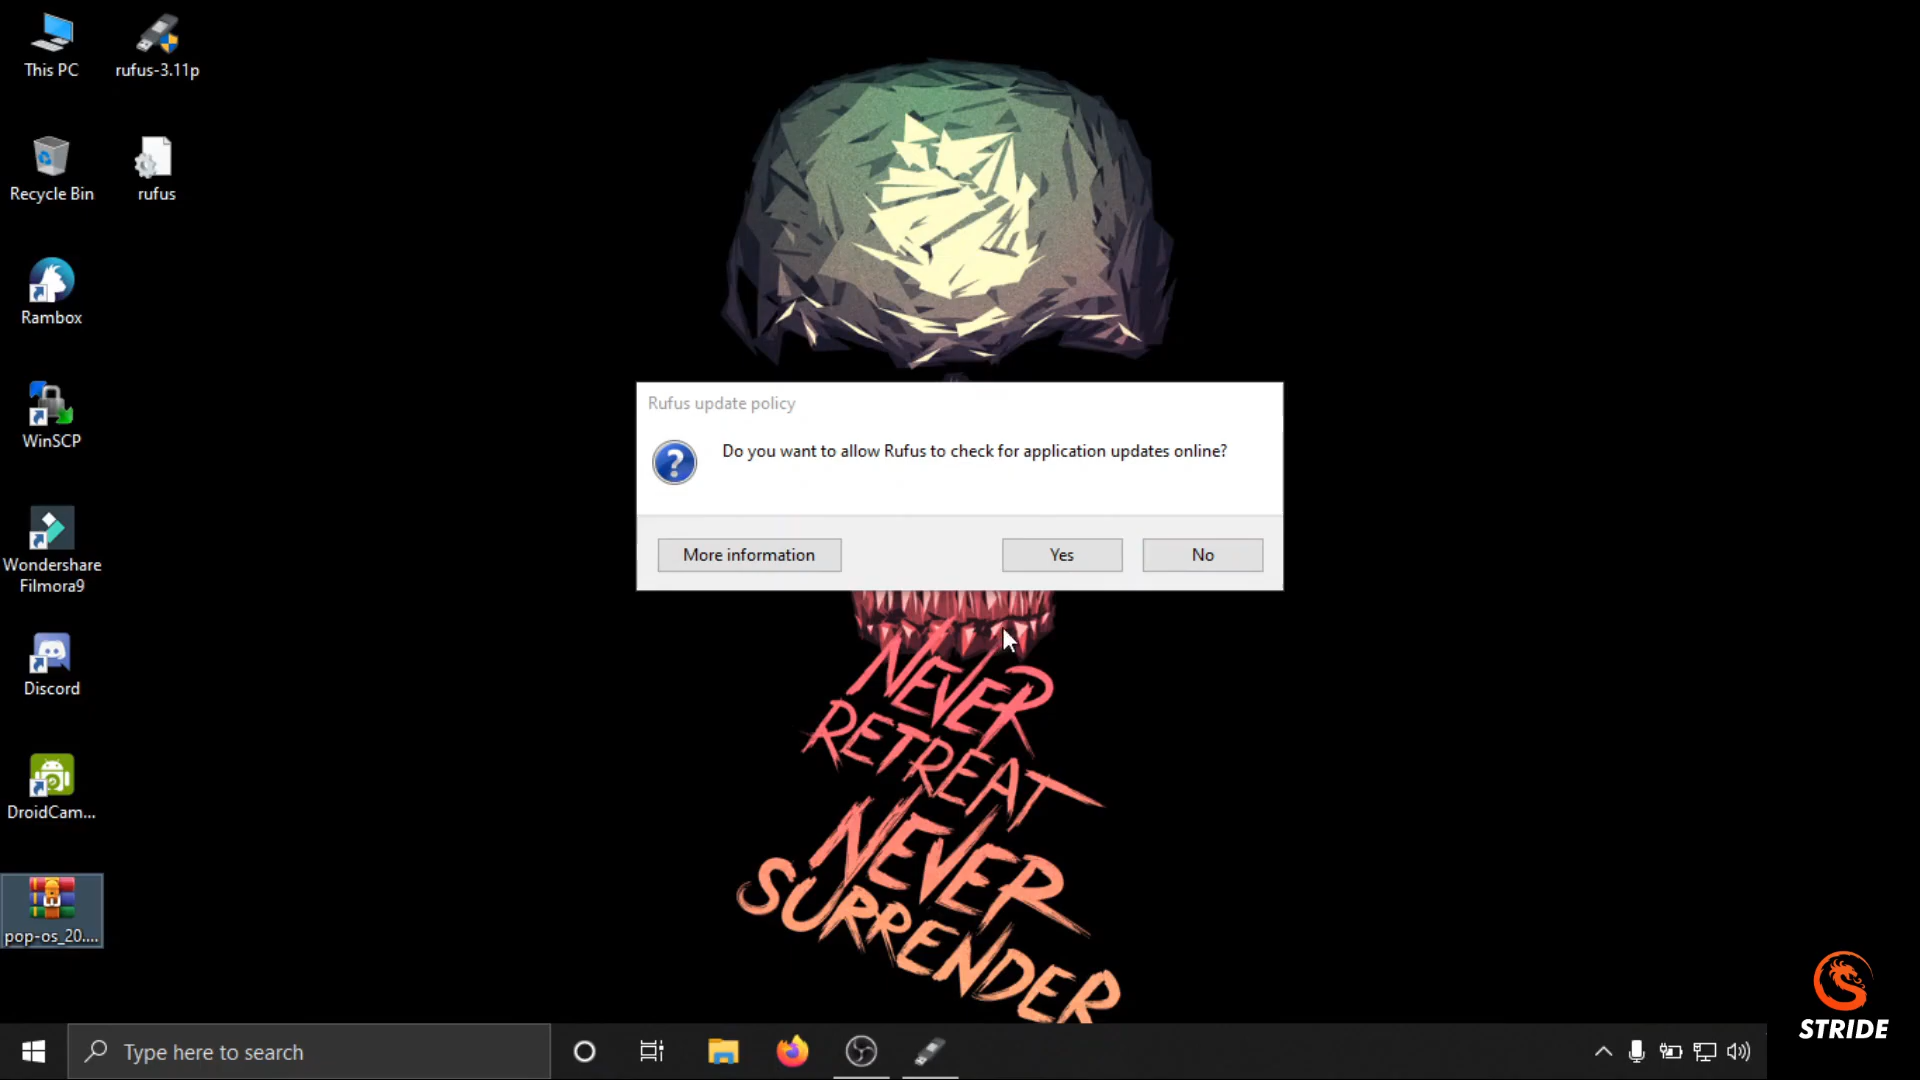 This PC
rufus-3.11p
Recycle Bin
rufus
Rambox
WinSCP
Wondershare
Filmora9
Discord
DroidCam...
pop-os_20....
Rufus update policy
Do you want to allow Rufus to check for application updates online?
More information
Yes
No
NEVER
RETREAT
NEVER
SURRENDER
STRIDE
Type here to search